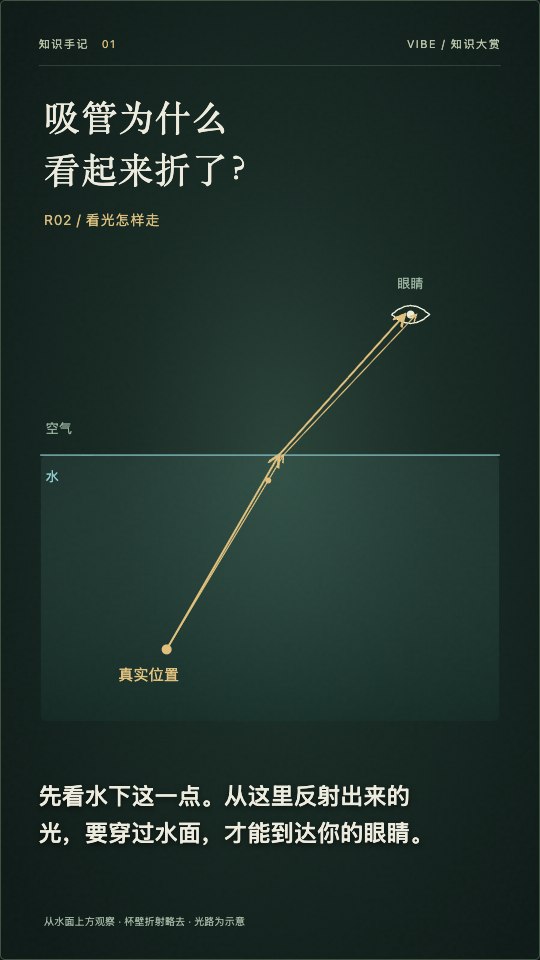 知识手记 01
VIBE / 知识大赏
吸管为什么
看起来折了?
R02 / 看光怎样走
眼睛
空气
水
真实位置
先看水下这一点。从这里反射出来的
光，要穿过水面，才能到达你的眼睛。
从水面上方观察 · 杯壁折射略去 · 光路为示意